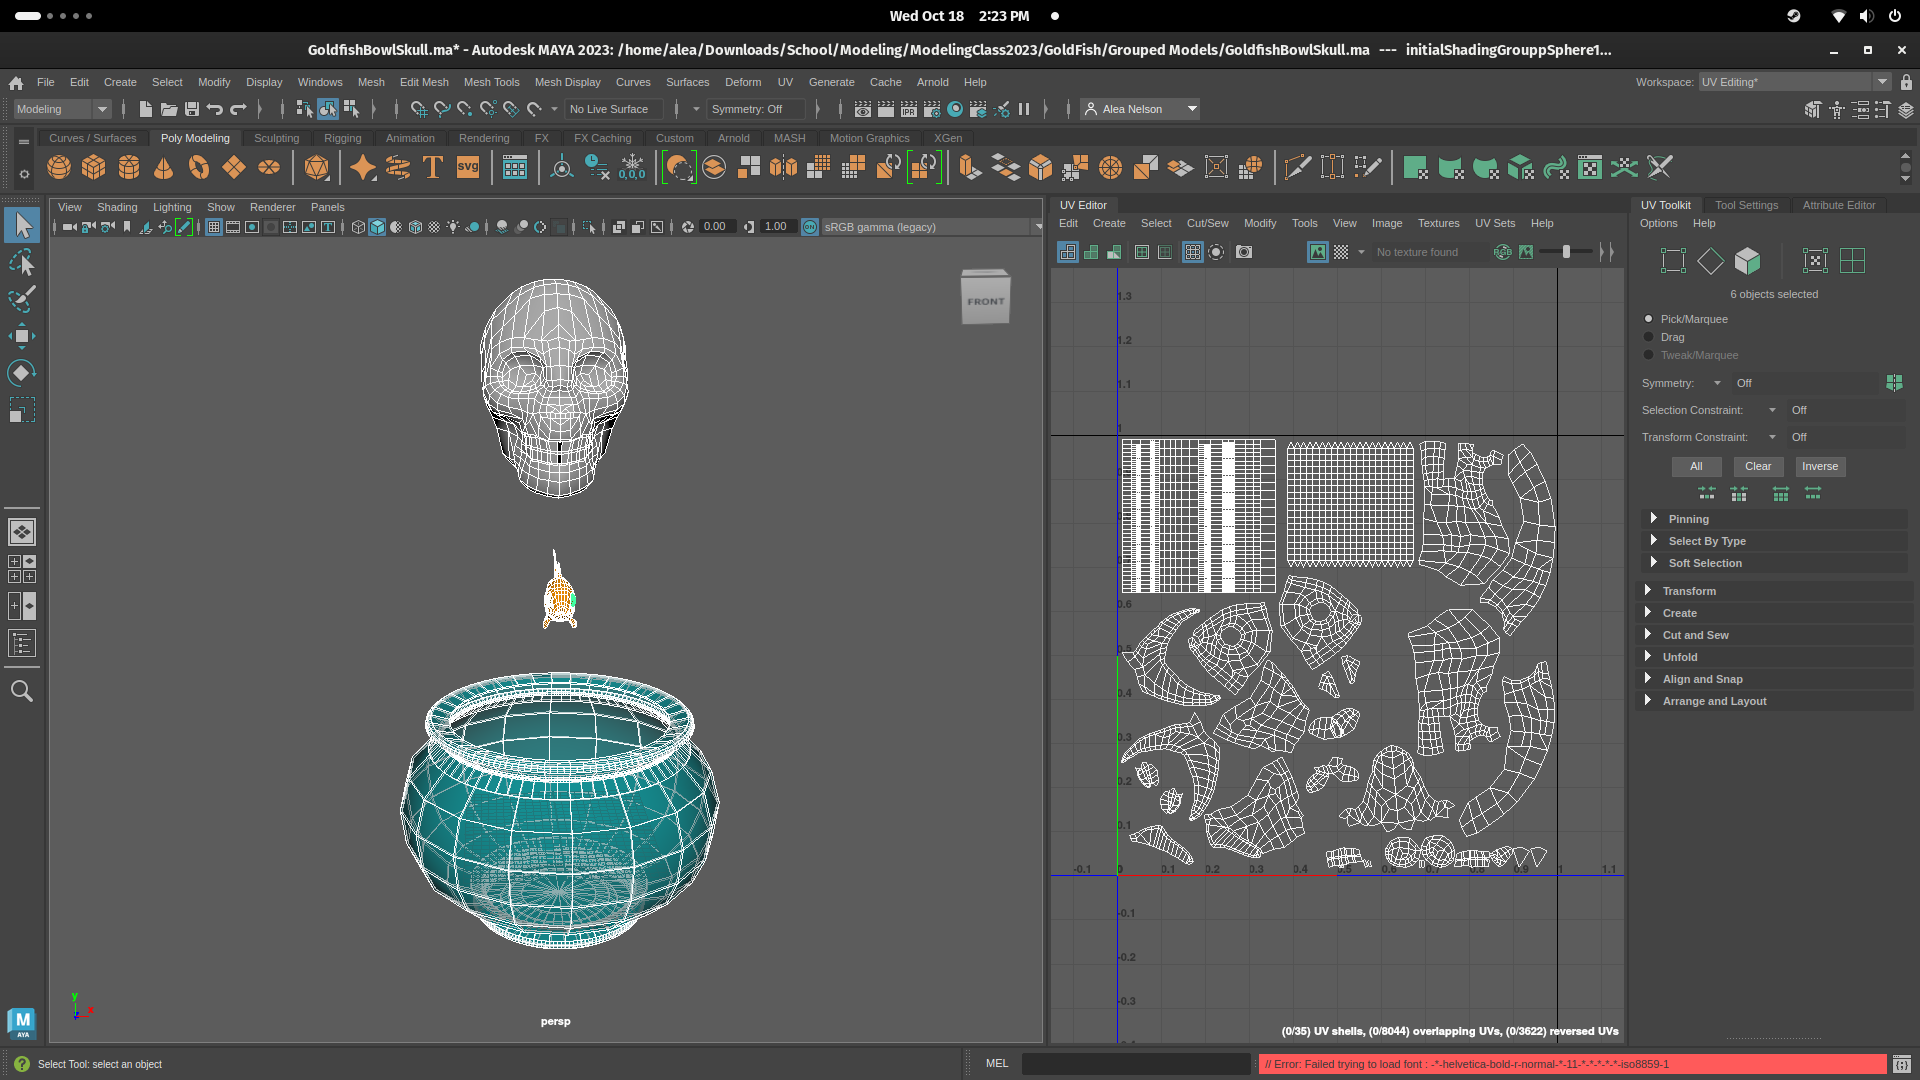 Wed Oct 18 2:23 PM
GoldfishBowlSkull.ma* - Autodesk MAYA 2023: /home/alea/Downloads/School/Modeling/ModelingClass2023/GoldFish/Grouped Models/GoldfishBowlSkull.ma --- initialShadingGrouppSphere1...
File Edit Create Select Modify Display Windows Mesh Edit Mesh Mesh Tools Mesh Display Curves Surfaces Deform UV Generate Cache Arnold Help
Workspace: UV Editing*
Modeling
No Live Surface
Symmetry: Off
IPR
Alea Nelson
Curves / Surfaces Poly Modeling Sculpting Rigging Animation Rendering FX FX Caching Custom Arnold MASH Motion Graphics XGen
T svg 0,0,0
View Shading Lighting Show Renderer Panels
0.00 1.00 ON sRGB gamma (legacy)
FRONT
persp
y
x
UV Editor
Edit Create Select Cut/Sew Modify Tools View Image Textures UV Sets Help
No texture found
RGB
1.3
1.2
1.1
1
0.6
0.5
0.4
0.3
0.2
0.1
-0.1 0 0.1 0.2 0.3 0.4 0.5 0.6 0.7 0.8 0.9 1 1.1
-0.1
-0.2
-0.3
(0/35) UV shells, (0/8044) overlapping UVs, (0/3622) reversed UVs
UV Toolkit Tool Settings Attribute Editor
Options Help
6 objects selected
Pick/Marquee
Drag
Tweak/Marquee
Symmetry: Off
Selection Constraint: Off
Transform Constraint: Off
All Clear Inverse
Pinning
Select By Type
Soft Selection
Transform
Create
Cut and Sew
Unfold
Align and Snap
Arrange and Layout
M
AYA
Select Tool: select an object
MEL
// Error: Failed trying to load font : -*-helvetica-bold-r-normal-*-11-*-*-*-*-*-iso8859-1